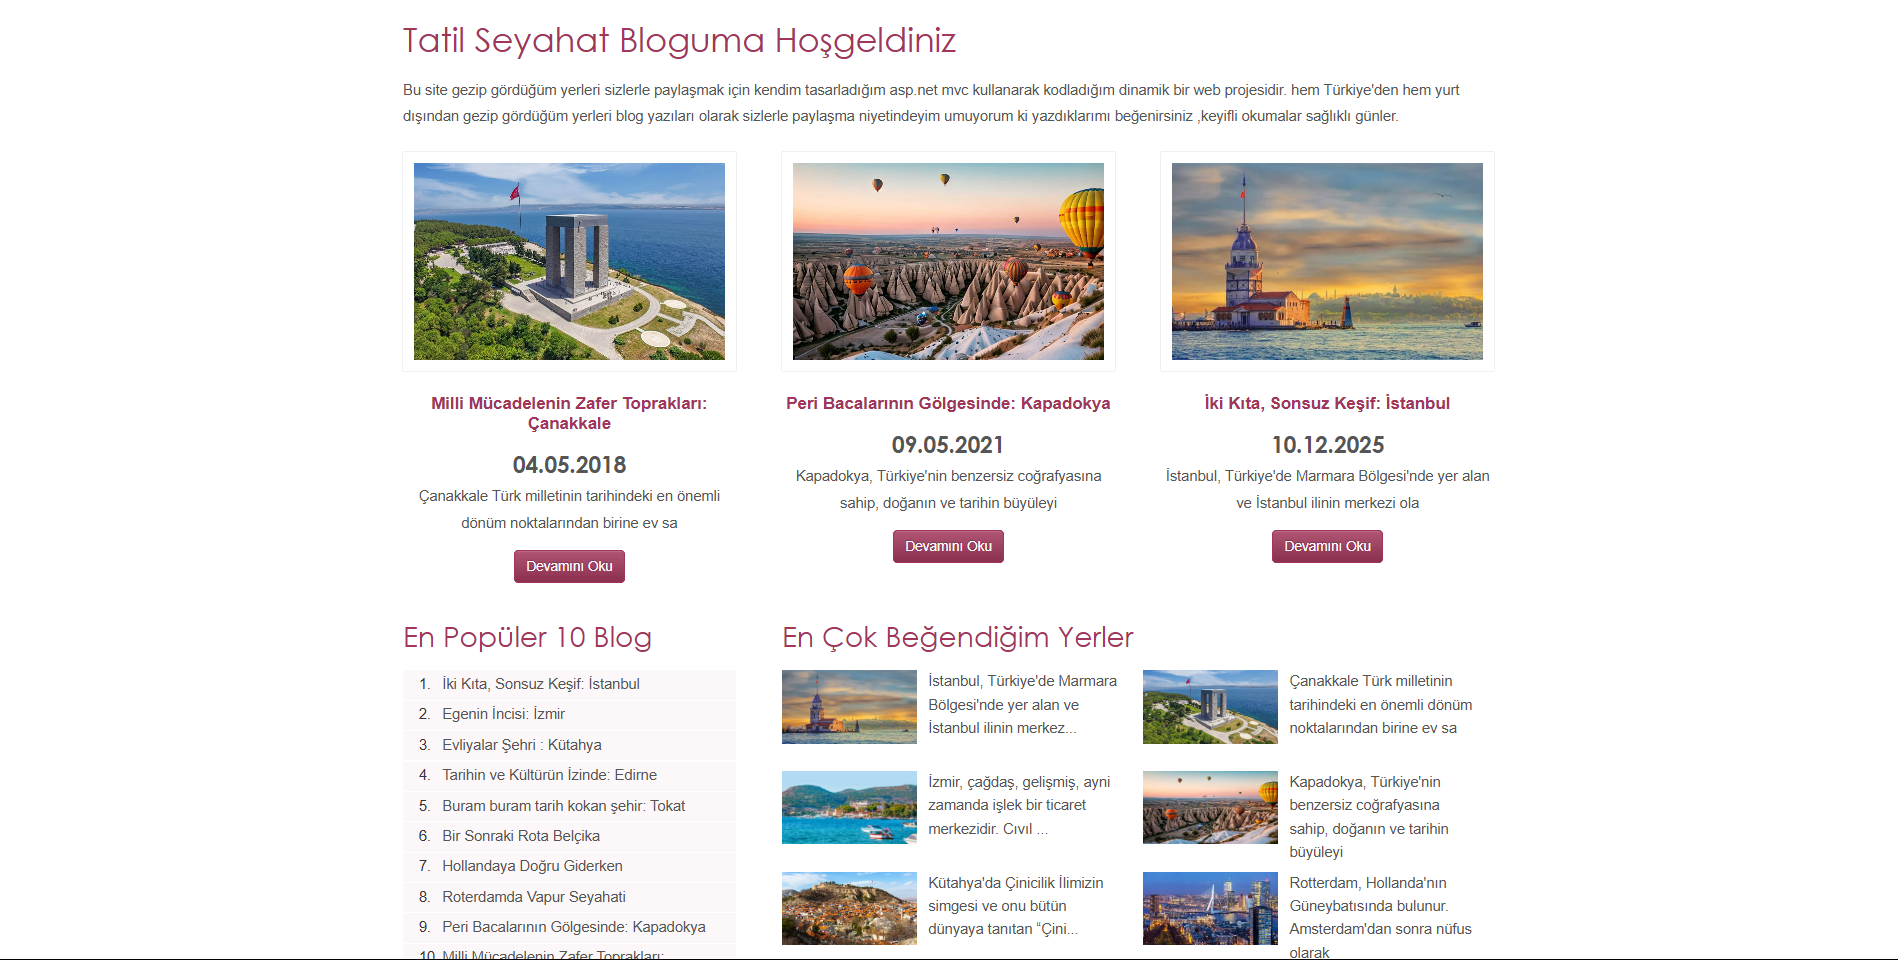 Tatil Seyahat Bloguma Hoşgeldiniz
Bu site gezip gördüğüm yerleri sizlerle paylaşmak için kendim tasarladığım asp.net mvc kullanarak kodladığım dinamik bir web projesidir. hem Türkiye'den hem yurt
dışından gezip gördüğüm yerleri blog yazıları olarak sizlerle paylaşma niyetindeyim umuyorum ki yazdıklarımı beğenirsiniz ,keyifli okumalar sağlıklı günler.
Milli Mücadelenin Zafer Toprakları:
Çanakkale
04.05.2018
Çanakkale Türk milletinin tarihindeki en önemli
dönüm noktalarından birine ev sa
Devamını Oku
Peri Bacalarının Gölgesinde: Kapadokya
09.05.2021
Kapadokya, Türkiye'nin benzersiz coğrafyasına
sahip, doğanın ve tarihin büyüleyi
Devamını Oku
İki Kıta, Sonsuz Keşif: İstanbul
10.12.2025
İstanbul, Türkiye'de Marmara Bölgesi'nde yer alan
ve İstanbul ilinin merkezi ola
Devamını Oku
En Popüler 10 Blog
1. İki Kıta, Sonsuz Keşif: İstanbul
2. Egenin İncisi: İzmir
3. Evliyalar Şehri : Kütahya
4. Tarihin ve Kültürün İzinde: Edirne
5. Buram buram tarih kokan şehir: Tokat
6. Bir Sonraki Rota Belçika
7. Hollandaya Doğru Giderken
8. Roterdamda Vapur Seyahati
9. Peri Bacalarının Gölgesinde: Kapadokya
10. Milli Mücadelenin Zafer Toprakları:
En Çok Beğendiğim Yerler
İstanbul, Türkiye'de Marmara
Bölgesi'nde yer alan ve
İstanbul ilinin merkez...
Çanakkale Türk milletinin
tarihindeki en önemli dönüm
noktalarından birine ev sa
İzmir, çağdaş, gelişmiş, ayni
zamanda işlek bir ticaret
merkezidir. Cıvıl ...
Kapadokya, Türkiye'nin
benzersiz coğrafyasına
sahip, doğanın ve tarihin
büyüleyi
Kütahya'da Çinicilik İlimizin
simgesi ve onu bütün
dünyaya tanıtan “Çini...
Rotterdam, Hollanda'nın
Güneybatısında bulunur.
Amsterdam'dan sonra nüfus
olarak